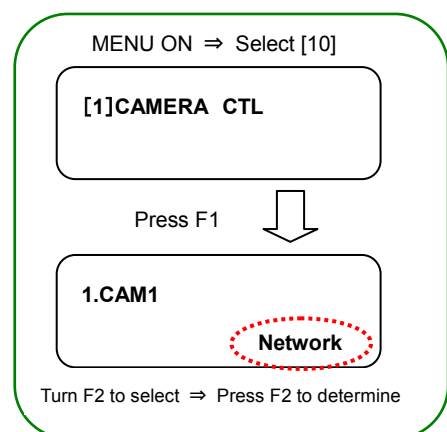 MENU ON ⇒ Select [10]
[1]CAMERA CTL
Press F1
1.CAM1
Network
Turn F2 to select ⇒ Press F2 to determine